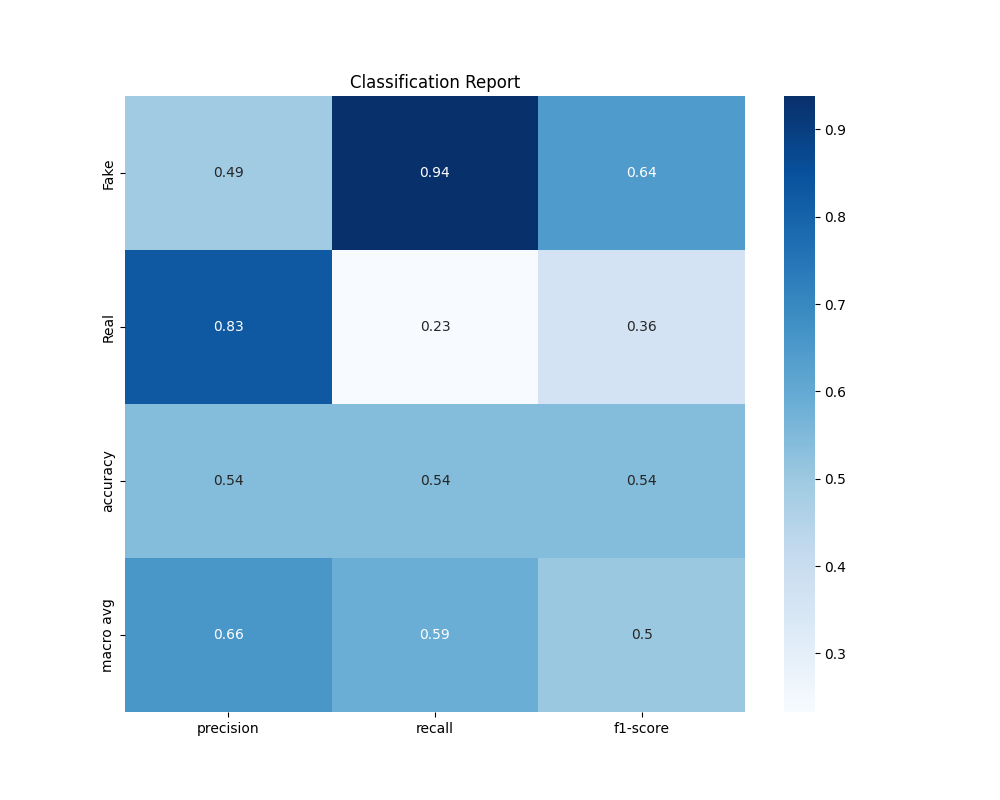 Classification Report
Fake 0.49 0.94 0.64
Real 0.83 0.23 0.36
accuracy 0.54 0.54 0.54
macro avg 0.66 0.59 0.5
precision recall f1-score
0.9
0.8
0.7
0.6
0.5
0.4
0.3